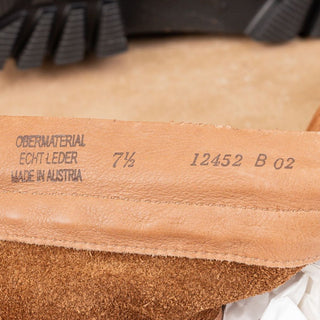 OBERMATERIAL
ECHT-LEDER
MADE IN AUSTRIA
7½
12452 B 02